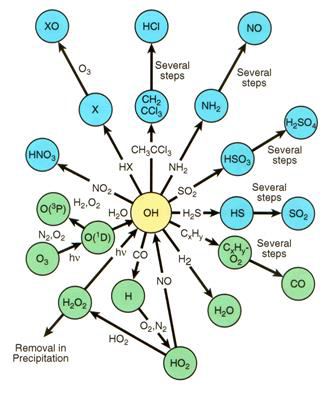 XO
HCl
NO
O₃
Several
steps
Several
steps
X
CH₂
CCl₃
NH₂
H₂SO₄
CH₃CCl₃
HX
NH₂
HSO₃
Several
steps
HNO₃
NO₂
SO₂
Several
steps
O(³P)
H₂,O₂
H₂O
OH
H₂S
HS
SO₂
N₂,O₂
O(¹D)
CxHy
CxHy-
O₂
Several
steps
O₃
hν
hν
CO
H₂
CO
H₂O₂
H
NO
H₂O
O₂,N₂
HO₂
HO₂
Removal in
Precipitation